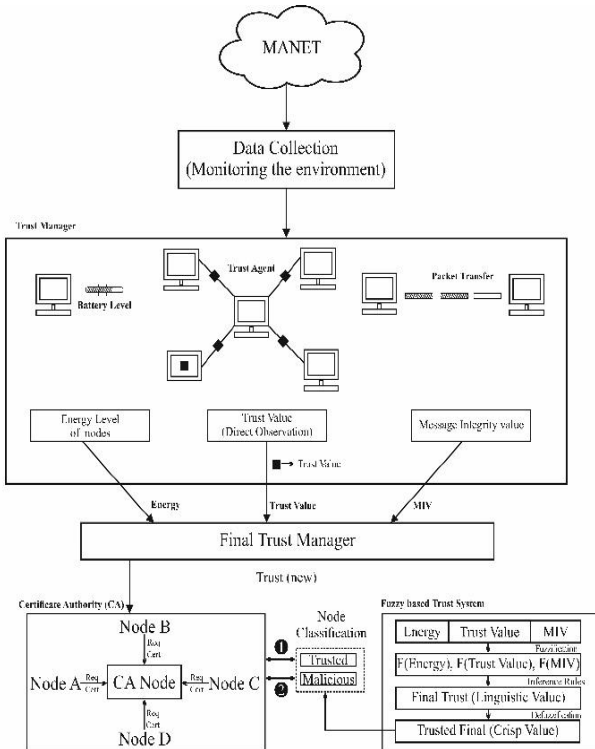 MANET
Data Collection
(Monitoring the environment)
Trust Manager
Trust Agent
Battery Level
Packet Transfer
Energy Level
of nodes
Trust Value
(Direct Observation)
Message Integrity value
Trust Value
Energy
Trust Value
MIV
Final Trust Manager
Trust (new)
Certificate Authority (CA)
Node B
Req
Cert
Node A
Req
Cert
CA Node
Req
Cert
Node C
Req
Cert
Node D
Node
Classification
1
Trusted
2
Malicious
Fuzzy based Trust System
Energy
Trust Value
MIV
Fuzzification
F(Energy), F(Trust Value), F(MIV)
Inference Rules
Final Trust (Linguistic Value)
Defuzzification
Trusted Final (Crisp Value)